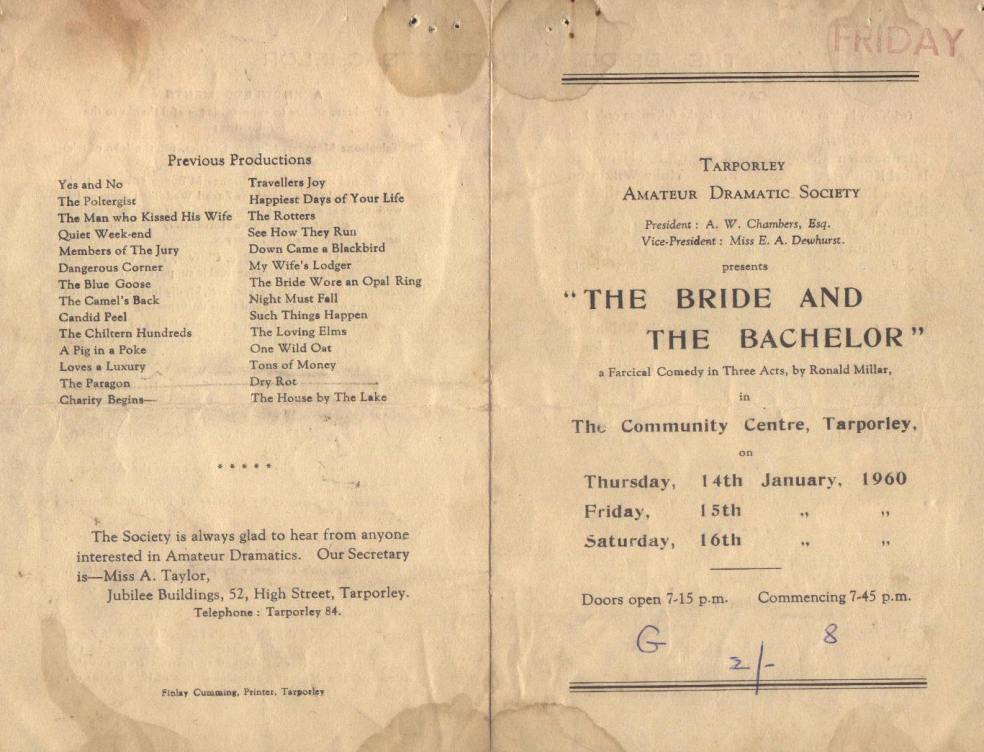 Previous Productions
Yes and No
The Poltergist
The Man who Kissed His Wife
Quiet Week-end
Members of The Jury
Dangerous Corner
The Blue Goose
The Camel's Back
Candid Peel
The Chiltern Hundreds
A Pig in a Poke
Loves a Luxury
The Paragon
Charity Begins—
Travellers Joy
Happiest Days of Your Life
The Rotters
See How They Run
Down Came a Blackbird
My Wife's Lodger
The Bride Wore an Opal Ring
Night Must Fall
Such Things Happen
The Loving Elms
One Wild Oat
Tons of Money
Dry Rot
The House by The Lake
* * * * *
The Society is always glad to hear from anyone
interested in Amateur Dramatics. Our Secretary
is—Miss A. Taylor,
Jubilee Buildings, 52, High Street, Tarporley.
Telephone : Tarporley 84.
Finlay Cumming, Printer, Tarporley
FRIDAY
TARPORLEY
AMATEUR DRAMATIC SOCIETY
President : A. W. Chambers, Esq.
Vice-President : Miss E. A. Dewhurst.
presents
"THE BRIDE AND
THE BACHELOR"
a Farcical Comedy in Three Acts, by Ronald Millar,
in
The Community Centre, Tarporley,
on
Thursday, 14th January, 1960
Friday, 15th ,, ,,
Saturday, 16th ,, ,,
Doors open 7-15 p.m. Commencing 7-45 p.m.
G 8
2/-